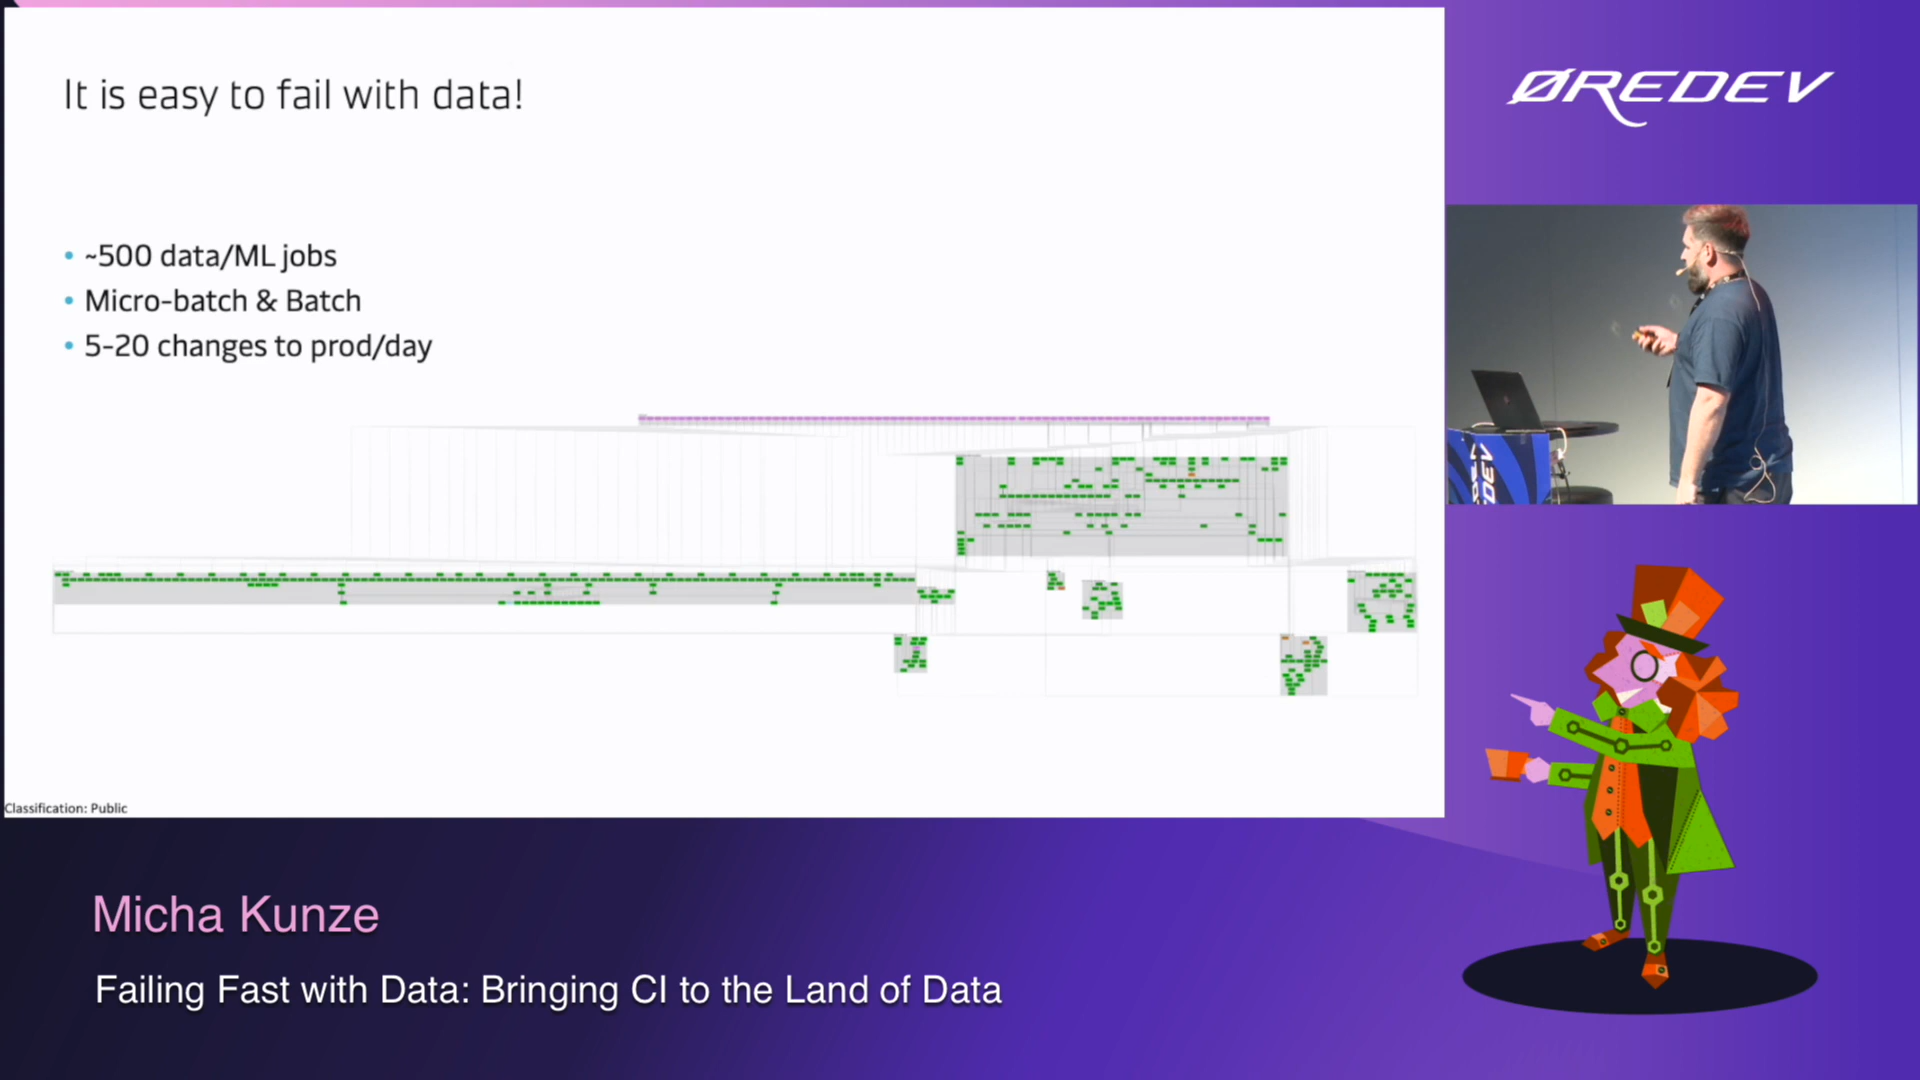 It is easy to fail with data!
• ~500 data/ML jobs
• Micro-batch & Batch
• 5-20 changes to prod/day
Classification: Public
ØREDEV
Micha Kunze
Failing Fast with Data: Bringing CI to the Land of Data